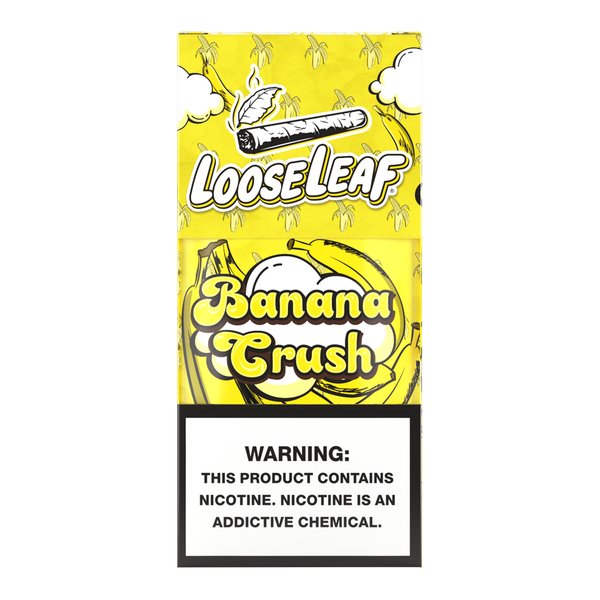 LOOSELEAF®
Banana
Crush
WARNING:
THIS PRODUCT CONTAINS
NICOTINE. NICOTINE IS AN
ADDICTIVE CHEMICAL.